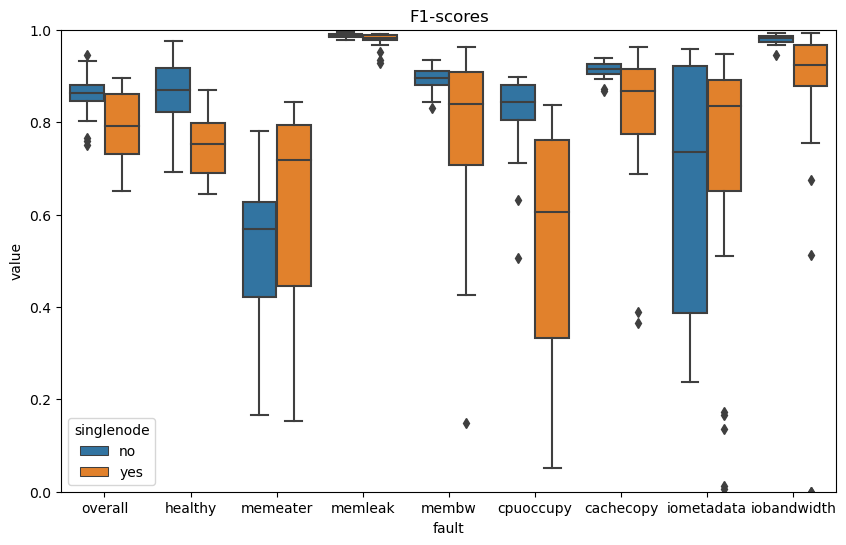 F1-scores
value
1.0
0.8
0.6
0.4
0.2
0.0
singlenode
no
yes
overall healthy memeater memleak membw cpuoccupy cachecopy iometadata iobandwidth
fault